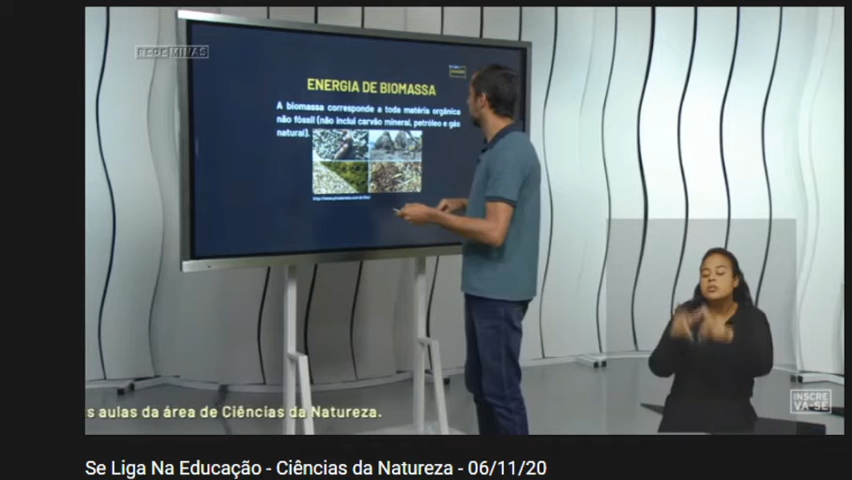 REDE MINAS
ENERGIA DE BIOMASSA
A biomassa corresponde a toda matéria orgânica
não fóssil (não inclui carvão mineral, petróleo e gás
natural).
s aulas da área de Ciências da Natureza.
INSCRE
VA-SE
Se Liga Na Educação - Ciências da Natureza - 06/11/20